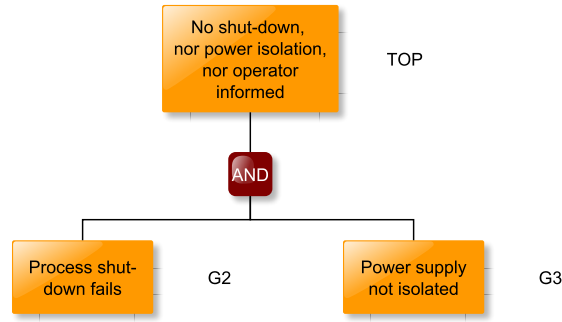 No shut-down,
nor power isolation,
nor operator
informed
TOP
AND
Process shut-
down fails
G2
Power supply
not isolated
G3